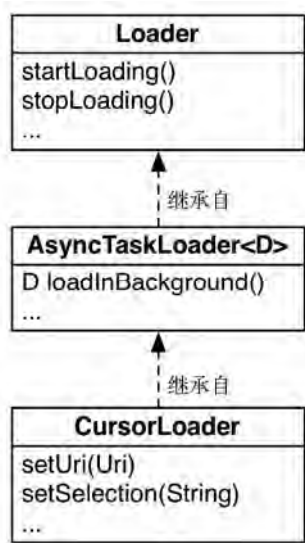 Loader
startLoading()
stopLoading()
...
继承自
AsyncTaskLoader<D>
D loadInBackground()
...
继承自
CursorLoader
setUri(Uri)
setSelection(String)
...